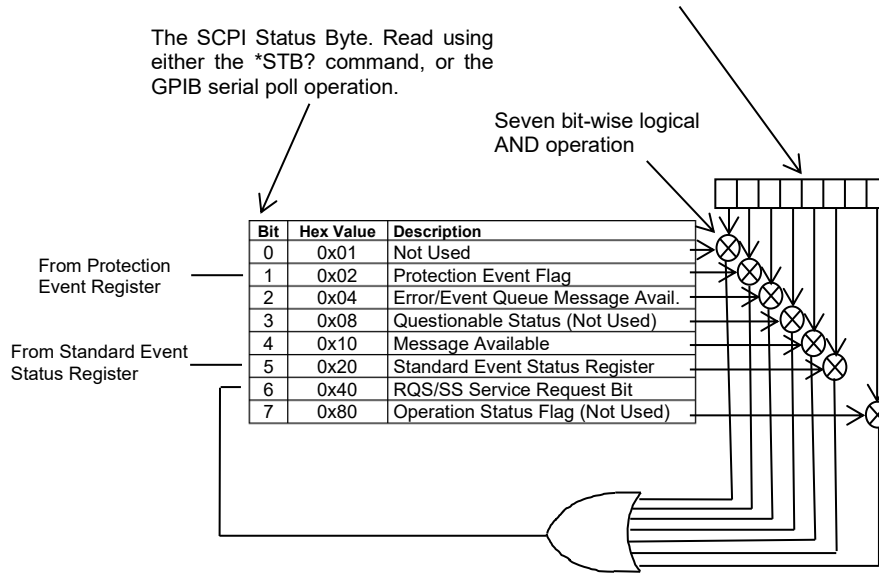 The SCPI Status Byte. Read using
either the *STB? command, or the
GPIB serial poll operation.
Seven bit-wise logical
AND operation
Bit Hex Value Description
0 0x01 Not Used
1 0x02 Protection Event Flag
2 0x04 Error/Event Queue Message Avail.
3 0x08 Questionable Status (Not Used)
4 0x10 Message Available
5 0x20 Standard Event Status Register
6 0x40 RQS/SS Service Request Bit
7 0x80 Operation Status Flag (Not Used)
From Protection
Event Register
From Standard Event
Status Register